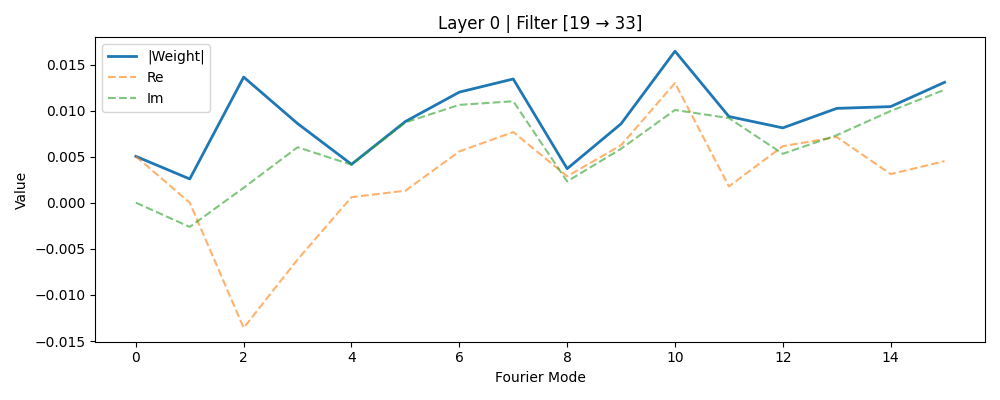 Layer 0 | Filter [19 → 33]
|Weight|
Re
Im
0.015
0.010
0.005
0.000
−0.005
−0.010
−0.015
Value
0 2 4 6 8 10 12 14
Fourier Mode